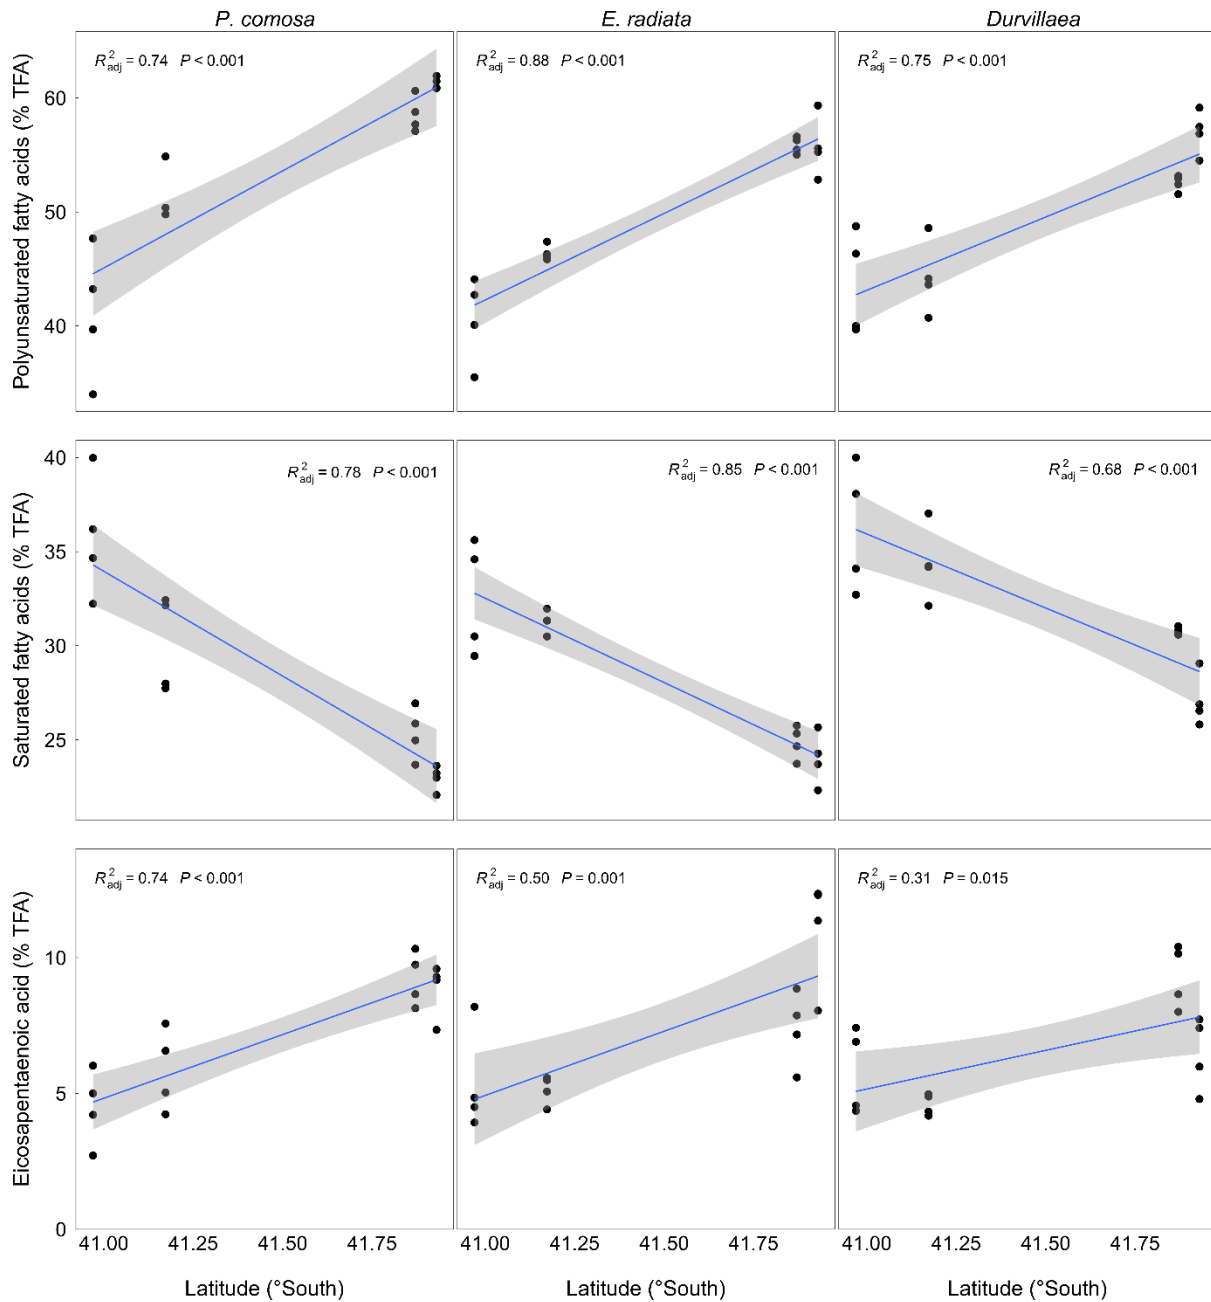 P. comosa E. radiata Durvillaea
Polyunsaturated fatty acids (% TFA)
R²adj = 0.74 P < 0.001
R²adj = 0.88 P < 0.001
R²adj = 0.75 P < 0.001
60
50
40
Saturated fatty acids (% TFA)
R²adj = 0.78 P < 0.001
R²adj = 0.85 P < 0.001
R²adj = 0.68 P < 0.001
40
35
30
25
Eicosapentaenoic acid (% TFA)
R²adj = 0.74 P < 0.001
R²adj = 0.50 P = 0.001
R²adj = 0.31 P = 0.015
10
5
0
41.00 41.25 41.50 41.75
41.00 41.25 41.50 41.75
41.00 41.25 41.50 41.75
Latitude (°South)
Latitude (°South)
Latitude (°South)